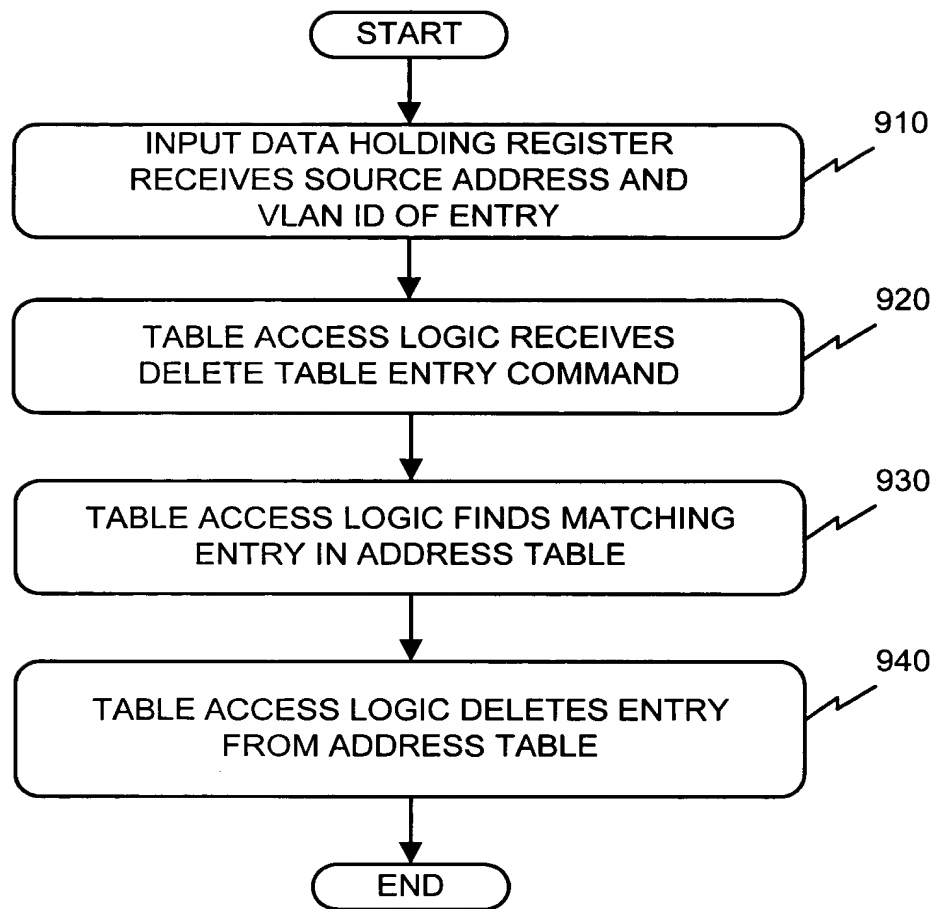 START
INPUT DATA HOLDING REGISTER
RECEIVES SOURCE ADDRESS AND
VLAN ID OF ENTRY
910
TABLE ACCESS LOGIC RECEIVES
DELETE TABLE ENTRY COMMAND
920
TABLE ACCESS LOGIC FINDS MATCHING
ENTRY IN ADDRESS TABLE
930
TABLE ACCESS LOGIC DELETES ENTRY
FROM ADDRESS TABLE
940
END